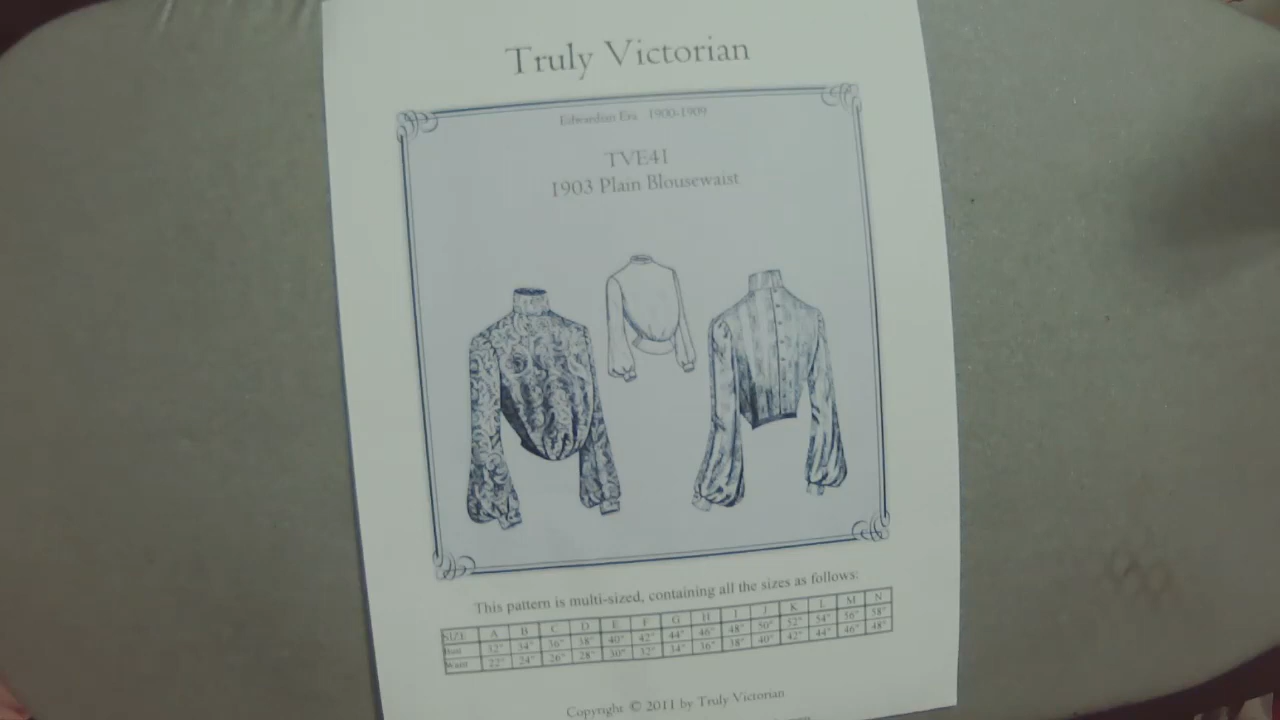 Truly Victorian
Edwardian Era 1900-1909
TVE41
1903 Plain Blousewaist
This pattern is multi-sized, containing all the sizes as follows:
SIZE A B C D E F G H I J K L M N
Bust 32" 34" 36" 38" 40" 42" 44" 46" 48" 50" 52" 54" 56" 58"
Waist 22" 24" 26" 28" 30" 32" 34" 36" 38" 40" 42" 44" 46" 48"
Copyright © 2011 by Truly Victorian